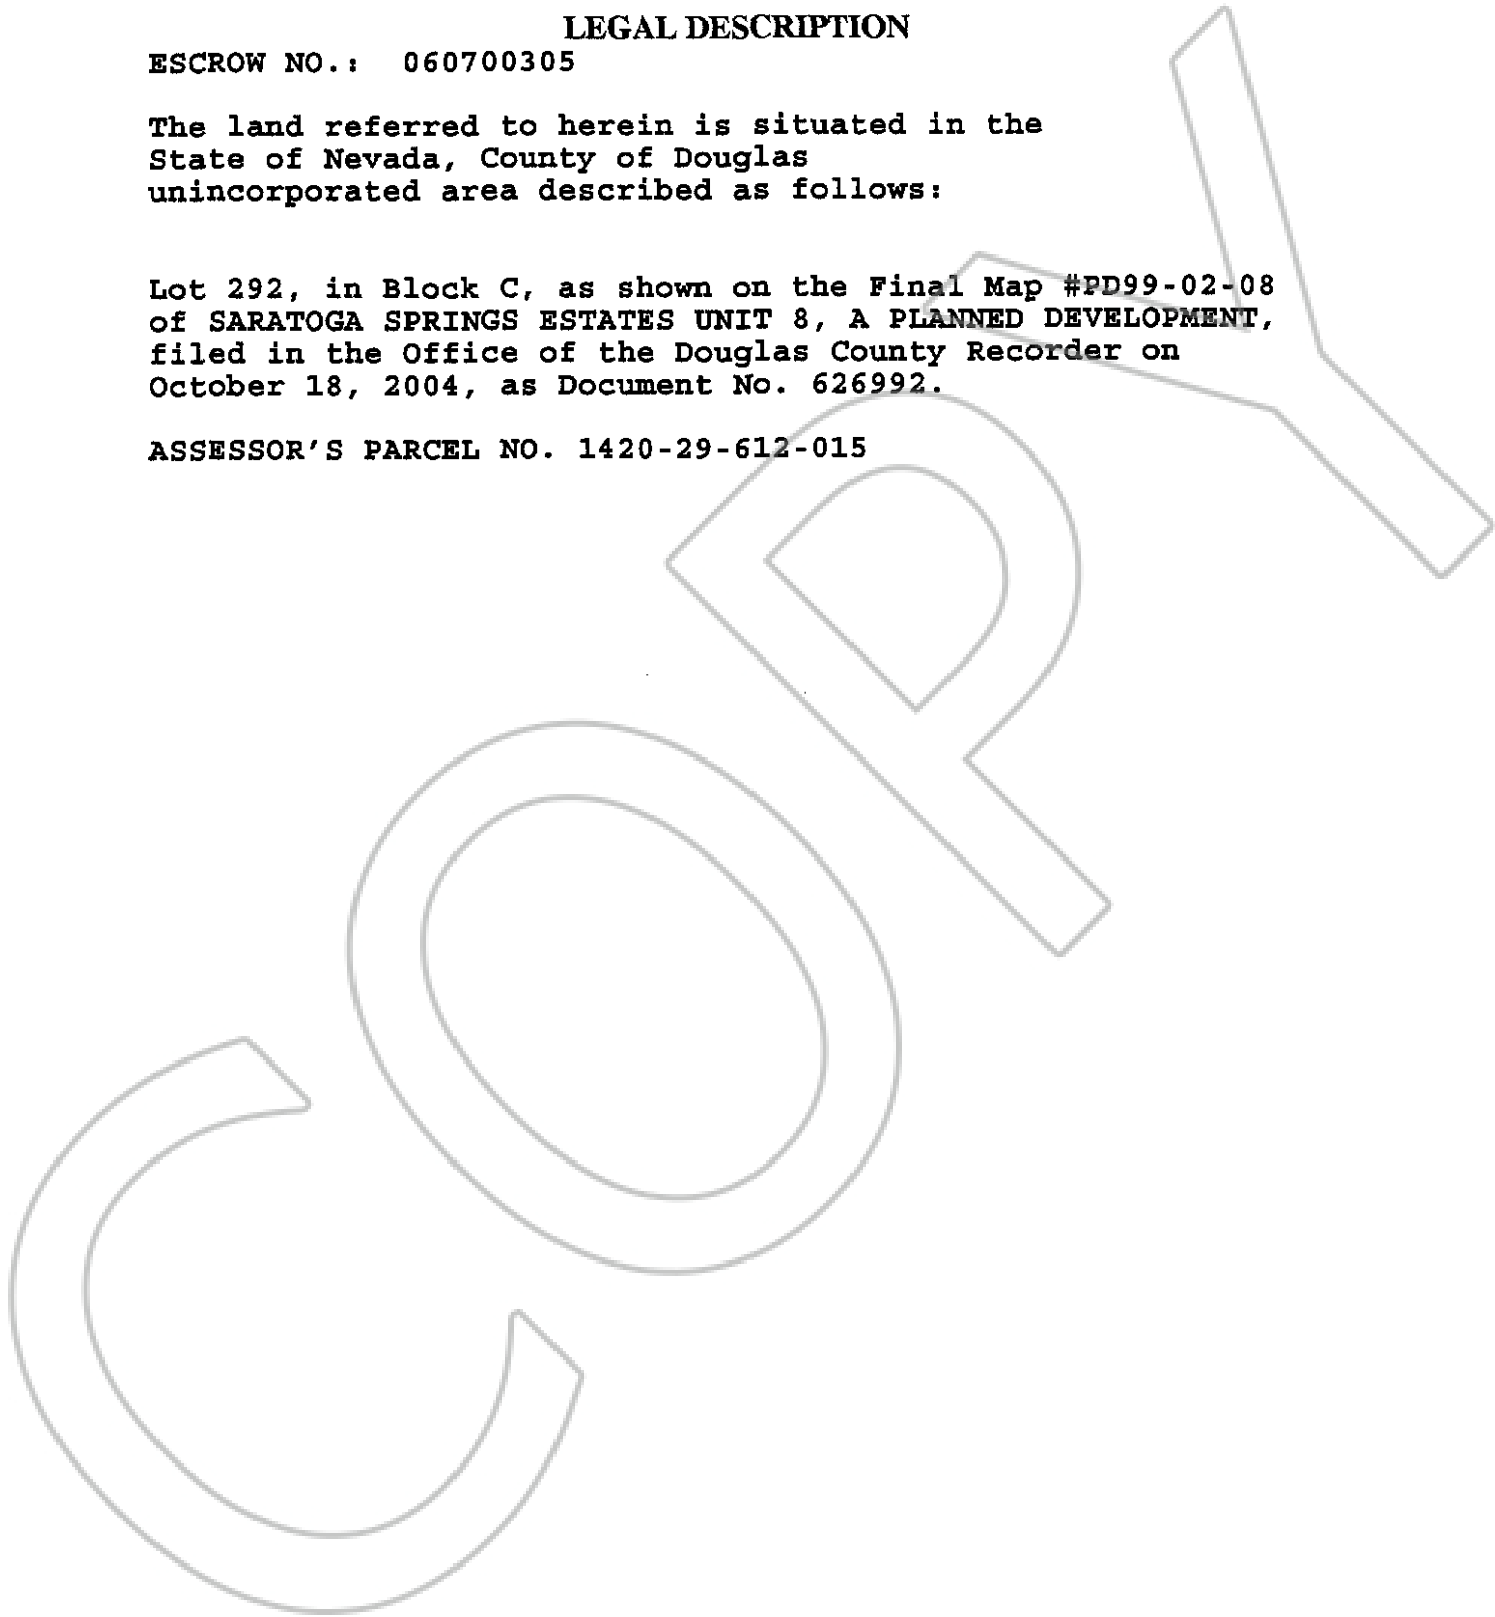 LEGAL DESCRIPTION
ESCROW NO.: 060700305
The land referred to herein is situated in the
State of Nevada, County of Douglas
unincorporated area described as follows:
Lot 292, in Block C, as shown on the Final Map #PD99-02-08
of SARATOGA SPRINGS ESTATES UNIT 8, A PLANNED DEVELOPMENT,
filed in the Office of the Douglas County Recorder on
October 18, 2004, as Document No. 626992.
ASSESSOR'S PARCEL NO. 1420-29-612-015
COPY